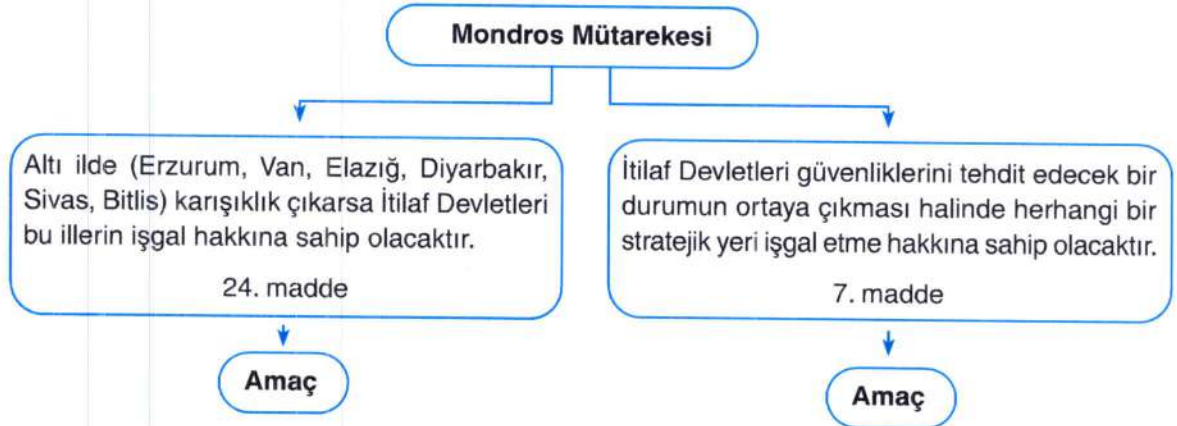 Mondros Mütarekesi
Altı ilde (Erzurum, Van, Elazığ, Diyarbakır,
Sivas, Bitlis) karışıklık çıkarsa İtilaf Devletleri
bu illerin işgal hakkına sahip olacaktır.
24. madde
Amaç
İtilaf Devletleri güvenliklerini tehdit edecek bir
durumun ortaya çıkması halinde herhangi bir
stratejik yeri işgal etme hakkına sahip olacaktır.
7. madde
Amaç